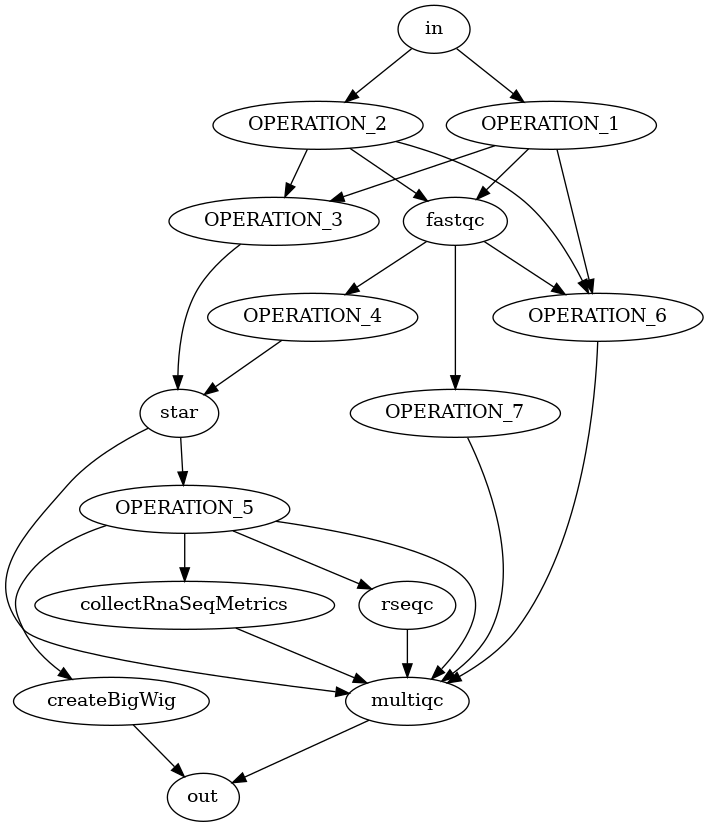 in
OPERATION_2
OPERATION_1
OPERATION_3
fastqc
OPERATION_4
OPERATION_6
star
OPERATION_7
OPERATION_5
collectRnaSeqMetrics
rseqc
createBigWig
multiqc
out